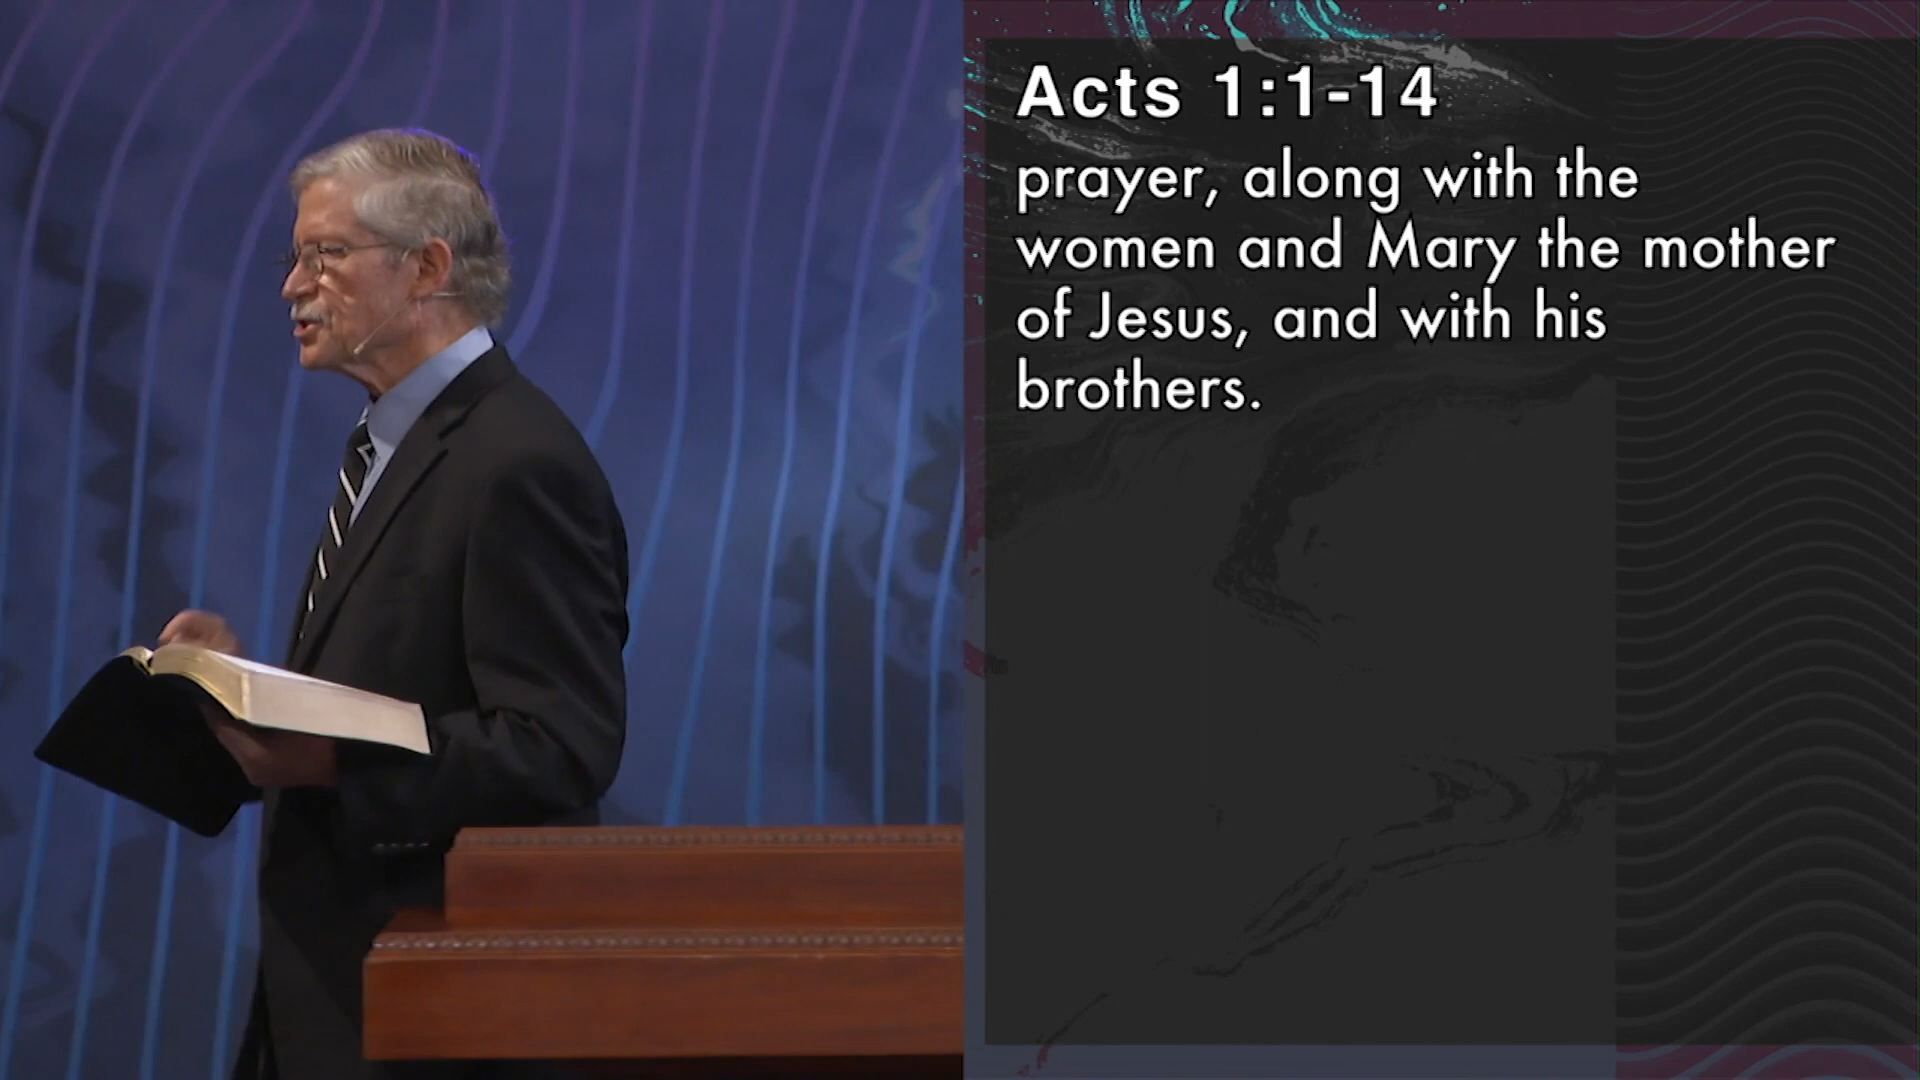 Acts 1:1-14
prayer, along with the
women and Mary the mother
of Jesus, and with his
brothers.